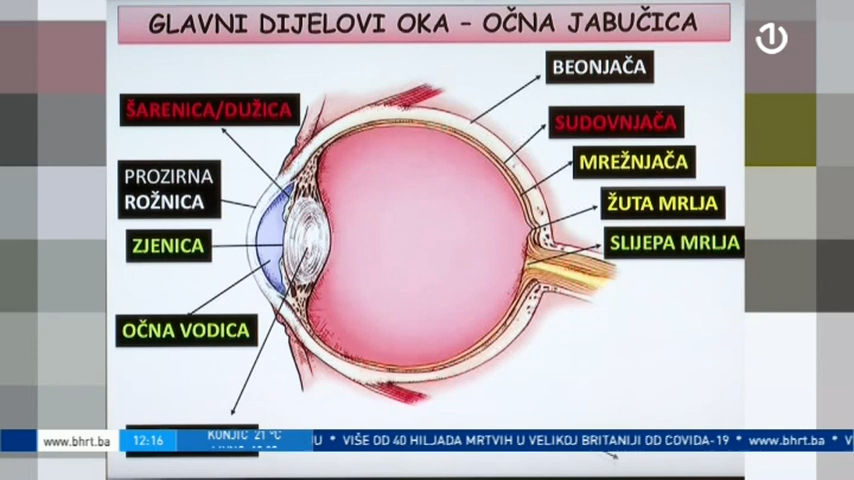 GLAVNI DIJELOVI OKA – OČNA JABUČICA
BEONJAČA
ŠARENICA/DUŽICA
SUDOVNJAČA
MREŽNJAČA
PROZIRNA
ROŽNICA
ŽUTA MRLJA
ZJENICA
SLIJEPA MRLJA
OČNA VODICA
www.bhrt.ba 12:16 KONJIC 21 °C U * VIŠE OD 40 HILJADA MRTVIH U VELIKOJ BRITANIJI OD COVIDA-19 * www.bhrt.ba * V